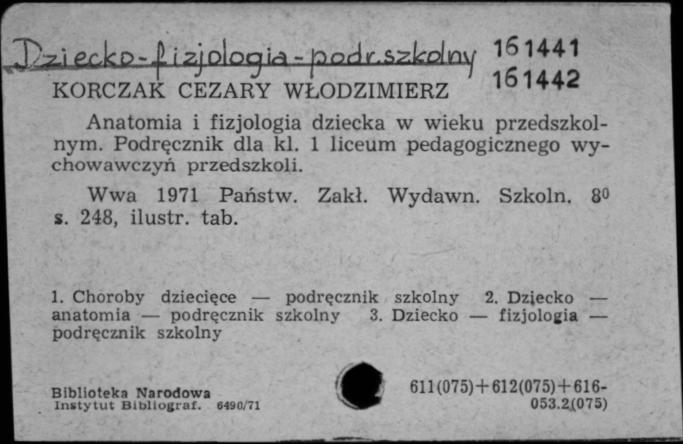 Dziecko-fizjologia-podr.szkolny
161441
161442
KORCZAK CEZARY WŁODZIMIERZ
Anatomia i fizjologia dziecka w wieku przedszkol-
nym. Podręcznik dla kl. 1 liceum pedagogicznego wy-
chowawczyń przedszkoli.
Wwa 1971 Państw. Zakł. Wydawn. Szkoln. 8⁰
s. 248, ilustr. tab.
1. Choroby dziecięce — podręcznik szkolny 2. Dziecko —
anatomia — podręcznik szkolny 3. Dziecko — fizjologia —
podręcznik szkolny
Biblioteka Narodowa
Instytut Bibliograf. 6490/71
611(075)+612(075)+616-
053.2(075)